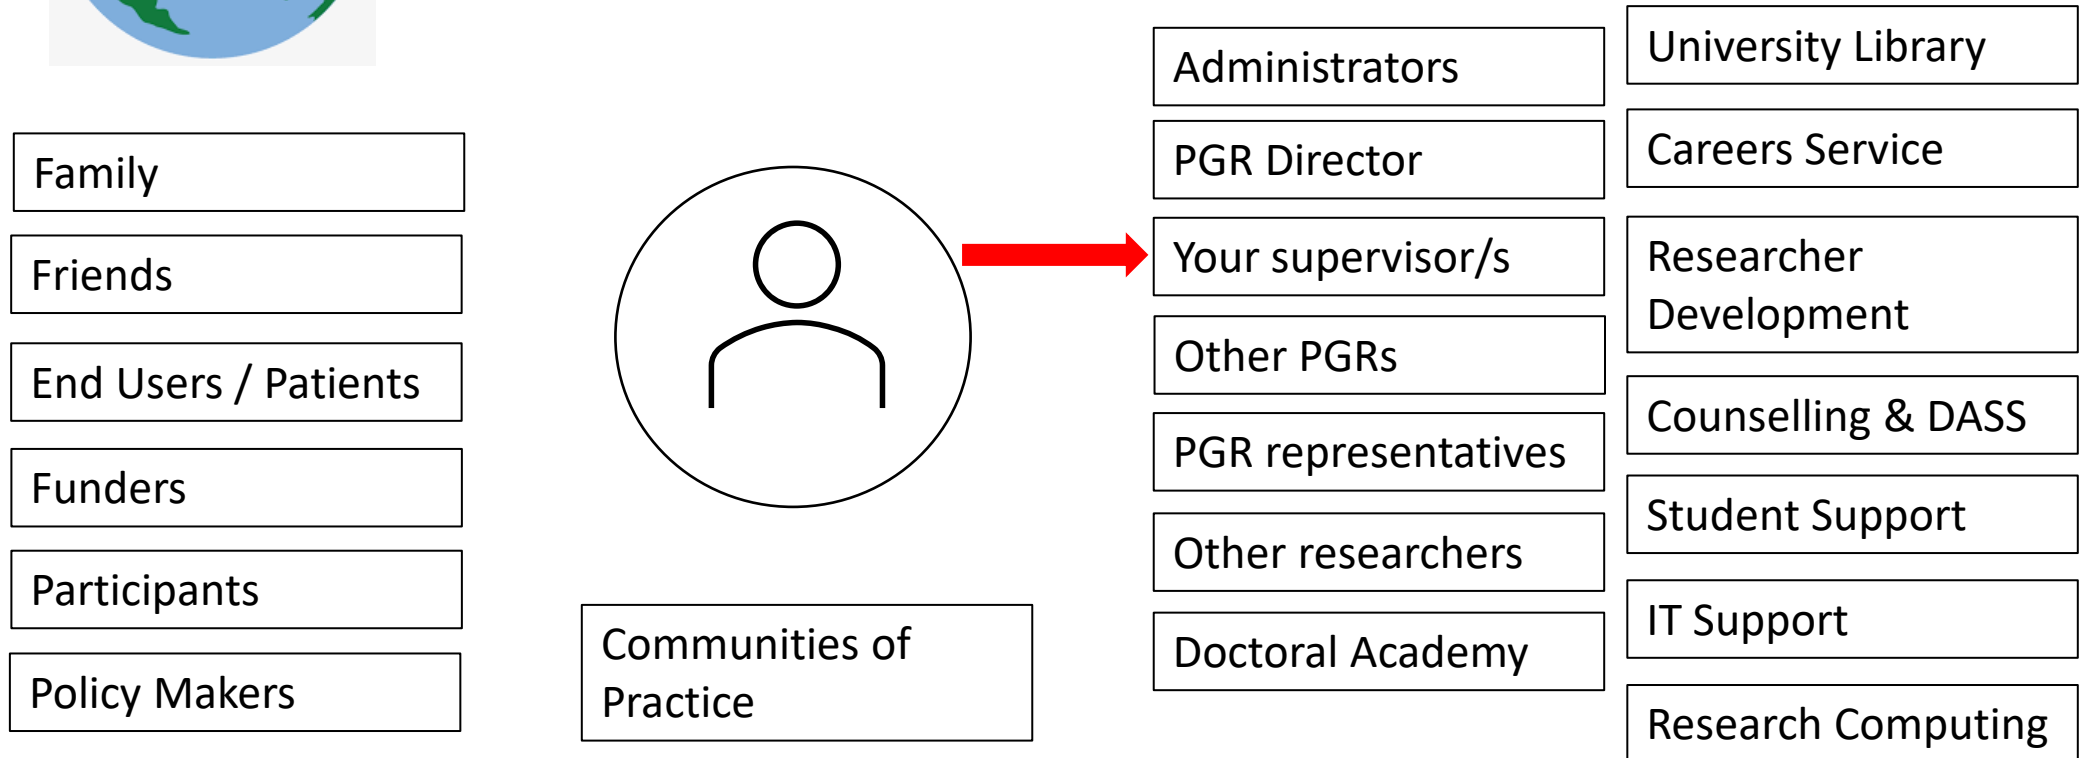 Family
Friends
End Users / Patients
Funders
Participants
Policy Makers
Communities of
Practice
Administrators
PGR Director
Your supervisor/s
Other PGRs
PGR representatives
Other researchers
Doctoral Academy
University Library
Careers Service
Researcher
Development
Counselling & DASS
Student Support
IT Support
Research Computing